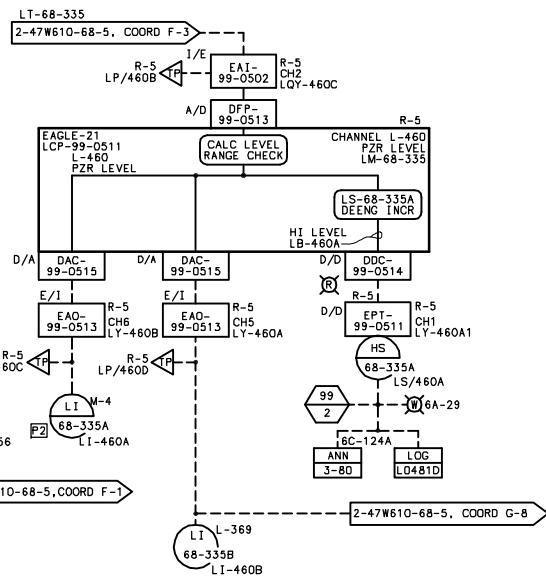 LT-68-335
2-47W610-68-5, COORD F-3
I/E
R-5
LP/460B
TP
EAI-
99-0502
R-5
CH2
LQY-460C
A/D
DFP-
99-0513
R-5
EAGLE-21
LCP-99-0511
L-460
PZR LEVEL
CALC LEVEL
RANGE CHECK
CHANNEL L-460
PZR LEVEL
LM-68-335
LS-68-335A
DEENG INCR
HI LEVEL
LB-460A
D/A
DAC-
99-0515
D/A
DAC-
99-0515
D/D
DDC-
99-0514
R
E/I
EAO-
99-0513
R-5
CH6
LY-460B
E/I
EAO-
99-0513
R-5
CH5
LY-460A
R-5
D/D
EPT-
99-0511
R-5
CH1
LY-460A1
R-5
60C
TP
R-5
LP/460D
TP
HS
68-335A
LS/460A
LI
68-335A
M-4
LI-460A
P2
56
99
2
W
6A-29
6C-124A
ANN
3-80
LOG
L0481D
10-68-5,COORD F-1
2-47W610-68-5, COORD G-8
LI
68-335B
L-369
LI-460B